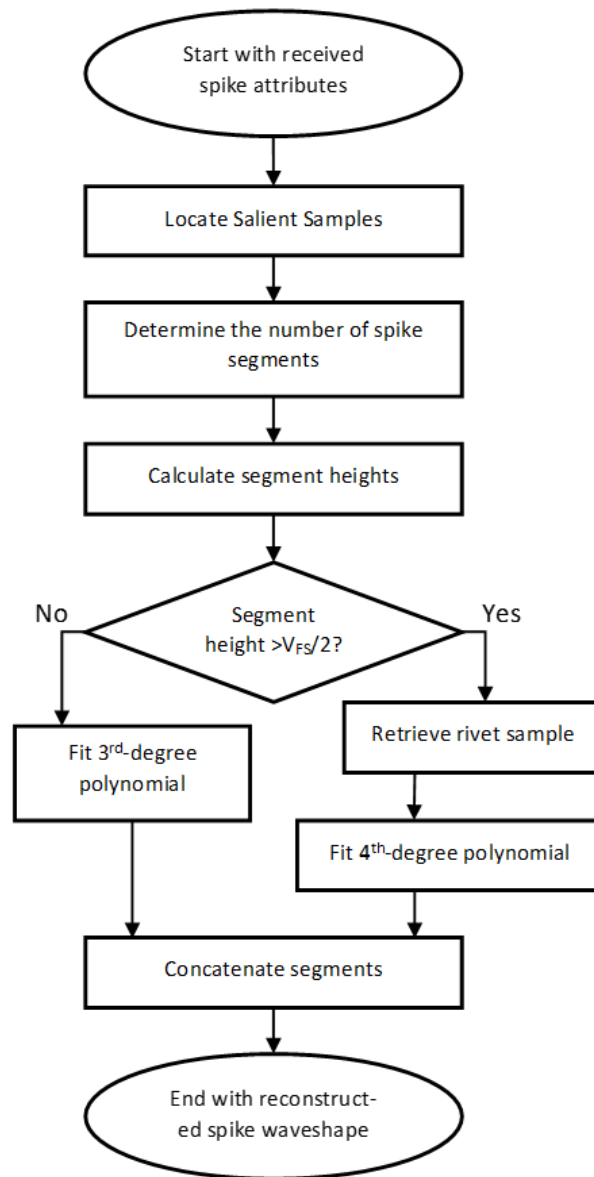 Start with received
spike attributes
Locate Salient Samples
Determine the number of spike
segments
Calculate segment heights
Segment
height >V_FS/2?
No
Yes
Fit 3rd-degree
polynomial
Retrieve rivet sample
Fit 4th-degree polynomial
Concatenate segments
End with reconstruct-
ed spike waveshape